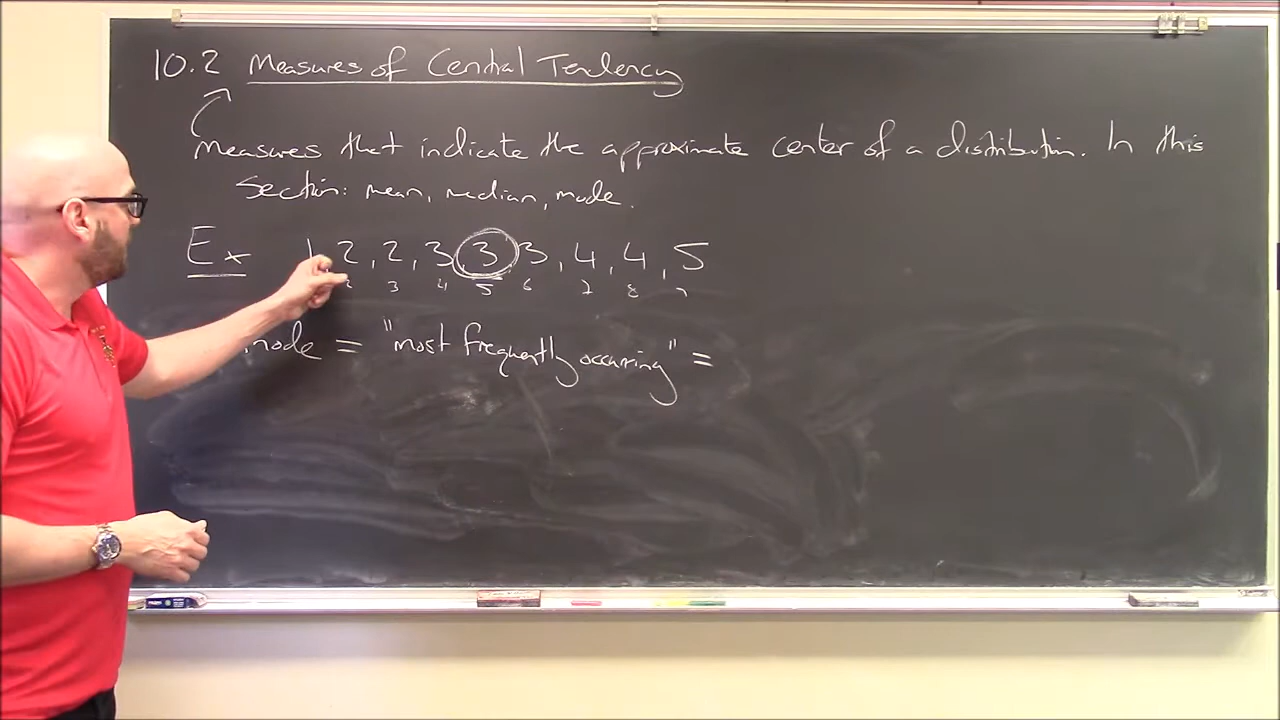 10.2 Measures of Central Tendency
Measures that indicate the approximate center of a distribution. In this
Section: mean, median, mode.
Ex 1, 2, 2, 3 3 3, 4, 4, 5
2 3 4 5 6 7 8 9
mode = "most frequently occurring" =